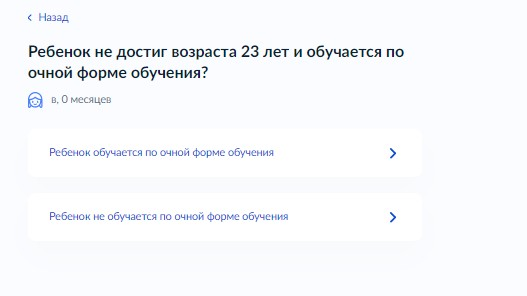 Назад
Ребенок не достиг возраста 23 лет и обучается по
очной форме обучения?
в, 0 месяцев
Ребенок обучается по очной форме обучения
Ребенок не обучается по очной форме обучения